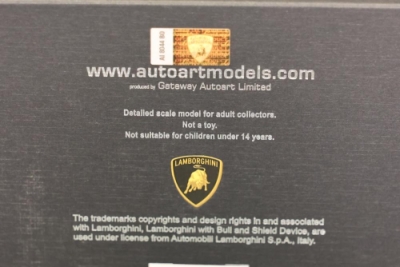 www.autoartmodels.com
produced by Gateway Autoart Limited
Detailed scale model for adult collectors.
Not a toy.
Not suitable for children under 14 years.
LAMBORGHINI
The trademarks copyrights and design rights in and associated
with Lamborghini, Lamborghini with Bull and Shield Device, are
used under license from Automobili Lamborghini S.p.A., Italy.